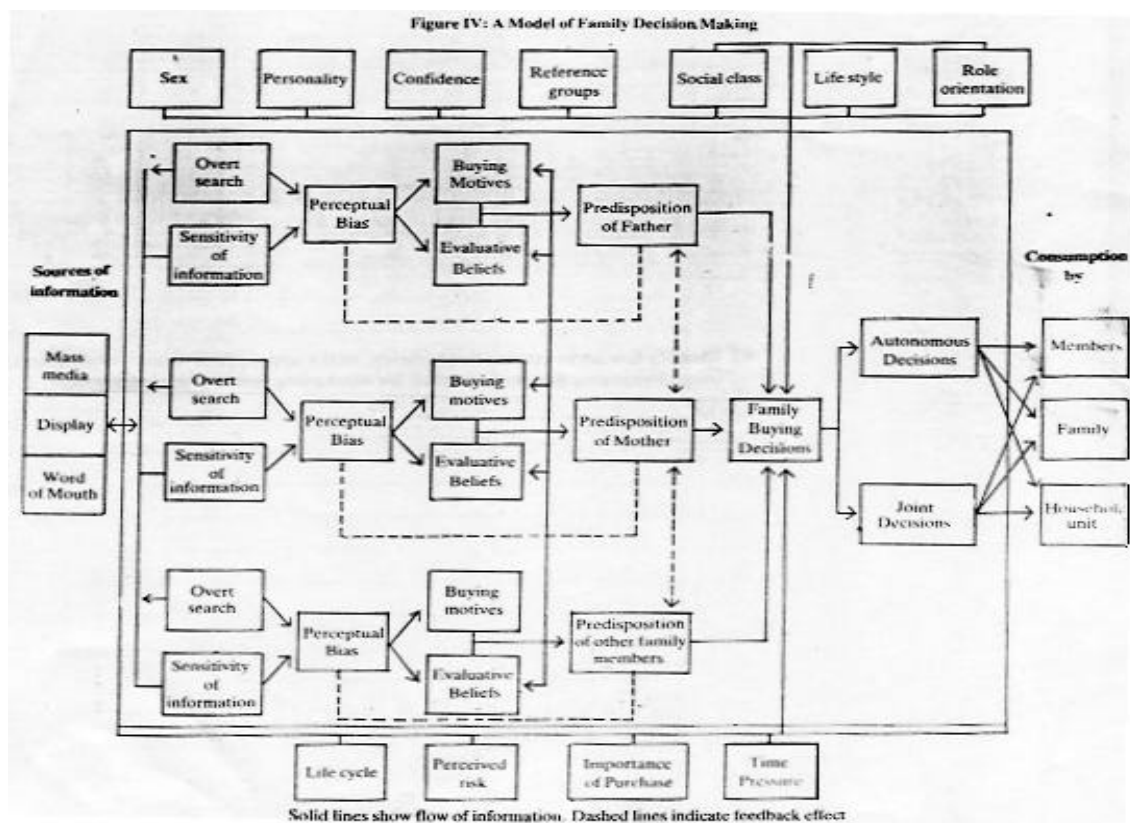 Figure IV: A Model of Family Decision Making
Sex
Personality
Confidence
Reference
groups
Social class
Life style
Role
orientation
Overt
search
Sensitivity
of information
Perceptual
Bias
Buying
Motives
Evaluative
Beliefs
Predisposition
of Father
Sources of
information
Mass
media
Display
Word
of Mouth
Overt
search
Sensitivity
of
information
Perceptual
Bias
Buying
motives
Evaluative
Beliefs
Predisposition
of Mother
Family
Buying
Decisions
Autonomous
Decisions
Joint
Decisions
Consumption
by
Members
Family
Household
unit
Overt
search
Sensitivity
of
information
Perceptual
Bias
Buying
motives
Evaluative
Beliefs
Predisposition
of other family
members
Life cycle
Perceived
risk
Importance
of Purchase
Time
Pressure
Solid lines show flow of information. Dashed lines indicate feedback effect